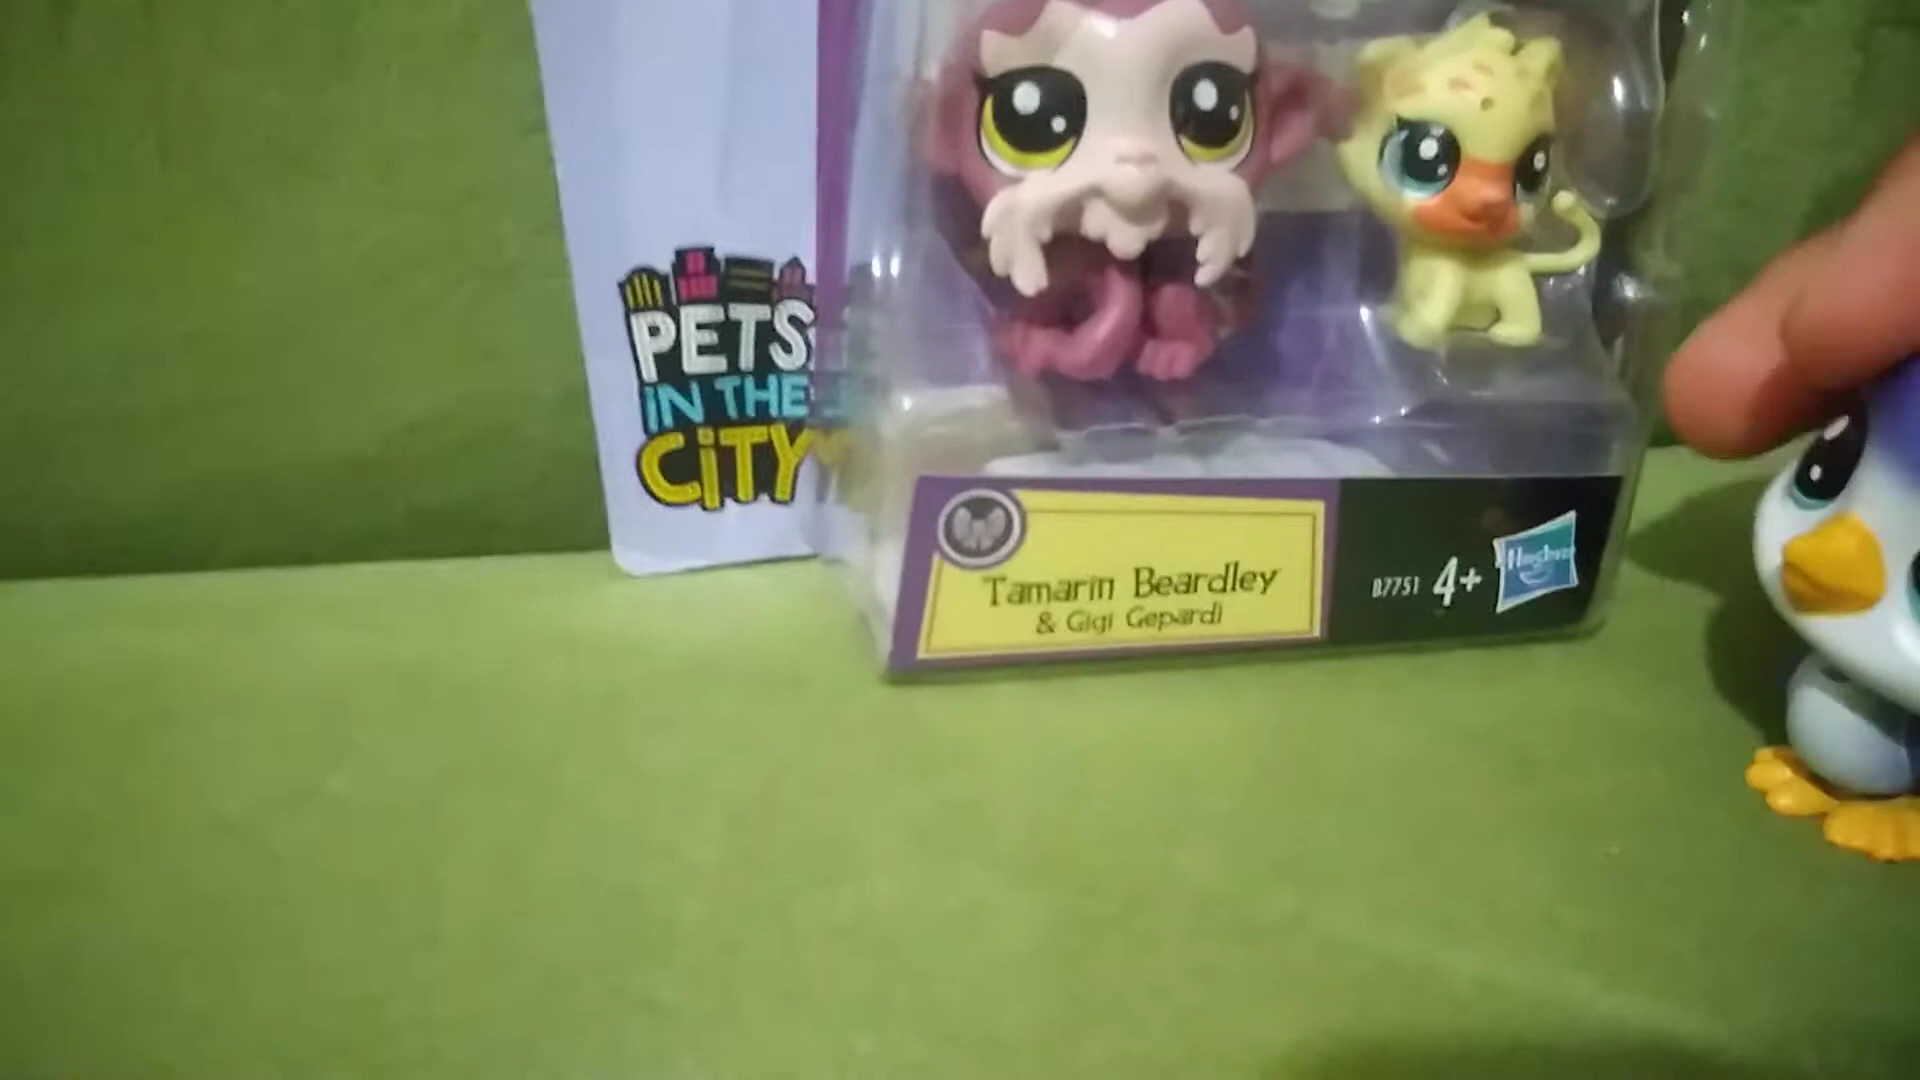 PETS
IN THE
CiTY
Tamarin Beardley
& Gigi Gepardi
B7751 4+ Hasbro